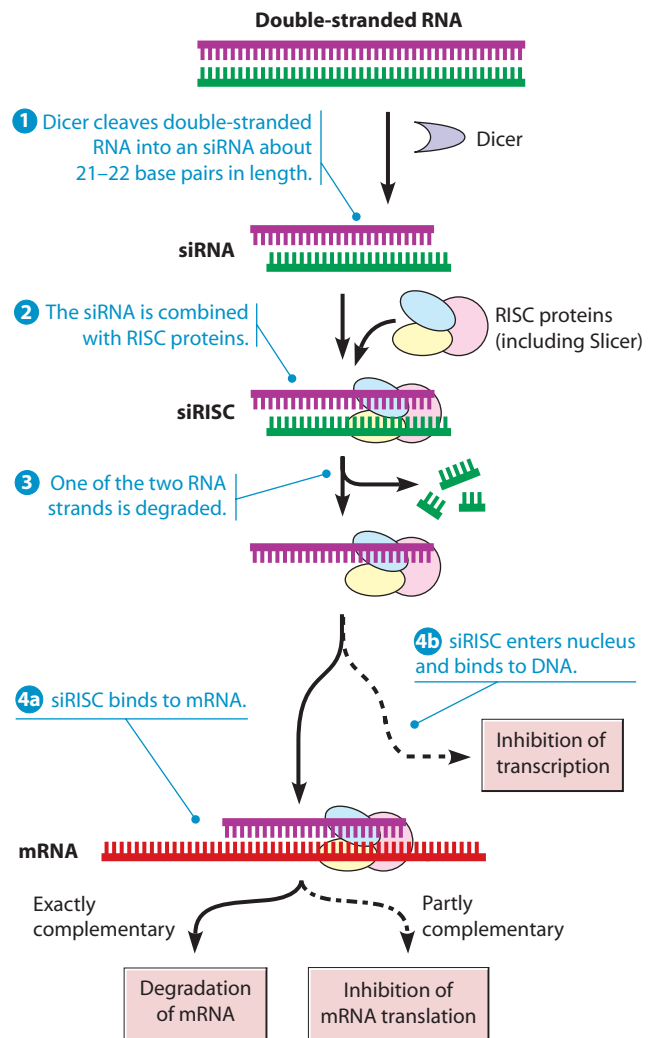 Double-stranded RNA
1 Dicer cleaves double-stranded
RNA into an siRNA about
21–22 base pairs in length.
Dicer
siRNA
2 The siRNA is combined
with RISC proteins.
RISC proteins
(including Slicer)
siRISC
3 One of the two RNA
strands is degraded.
4b siRISC enters nucleus
and binds to DNA.
4a siRISC binds to mRNA.
Inhibition of
transcription
mRNA
Exactly
complementary
Partly
complementary
Degradation
of mRNA
Inhibition of
mRNA translation